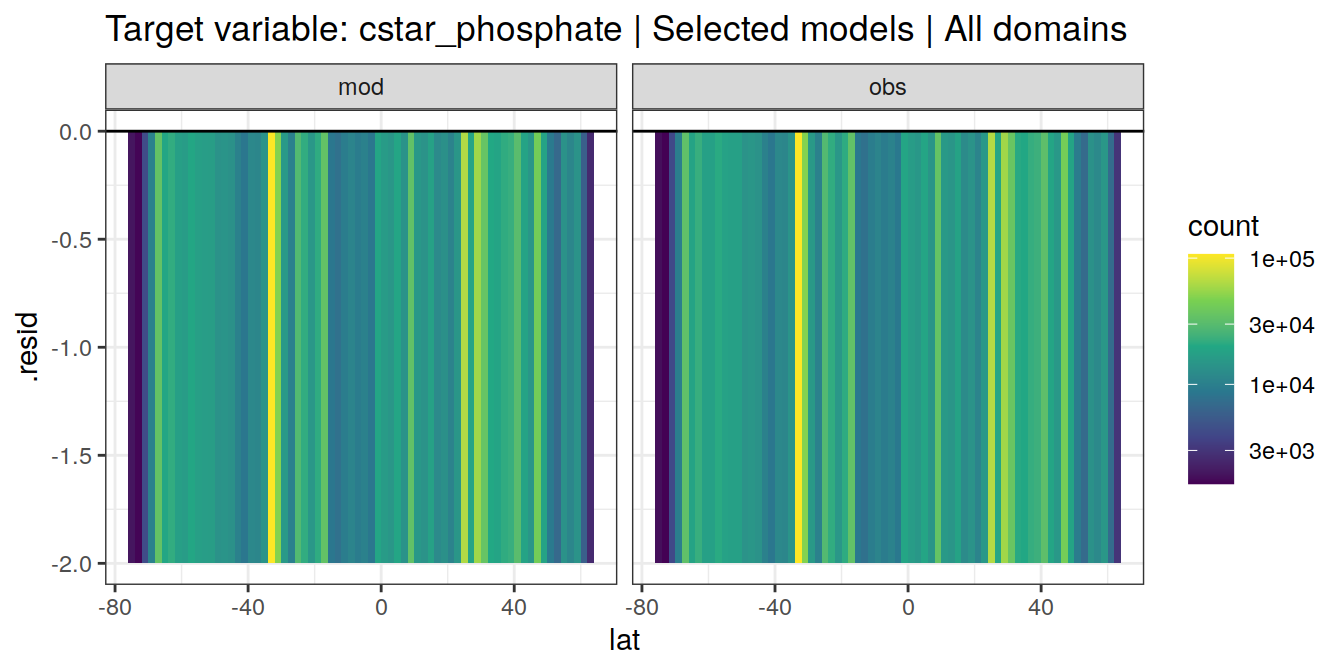 Target variable: cstar_phosphate | Selected models | All domains
mod
obs
0.0
-0.5
-1.0
-1.5
-2.0
.resid
-80
-40
0
40
-80
-40
0
40
lat
count
1e+05
3e+04
1e+04
3e+03